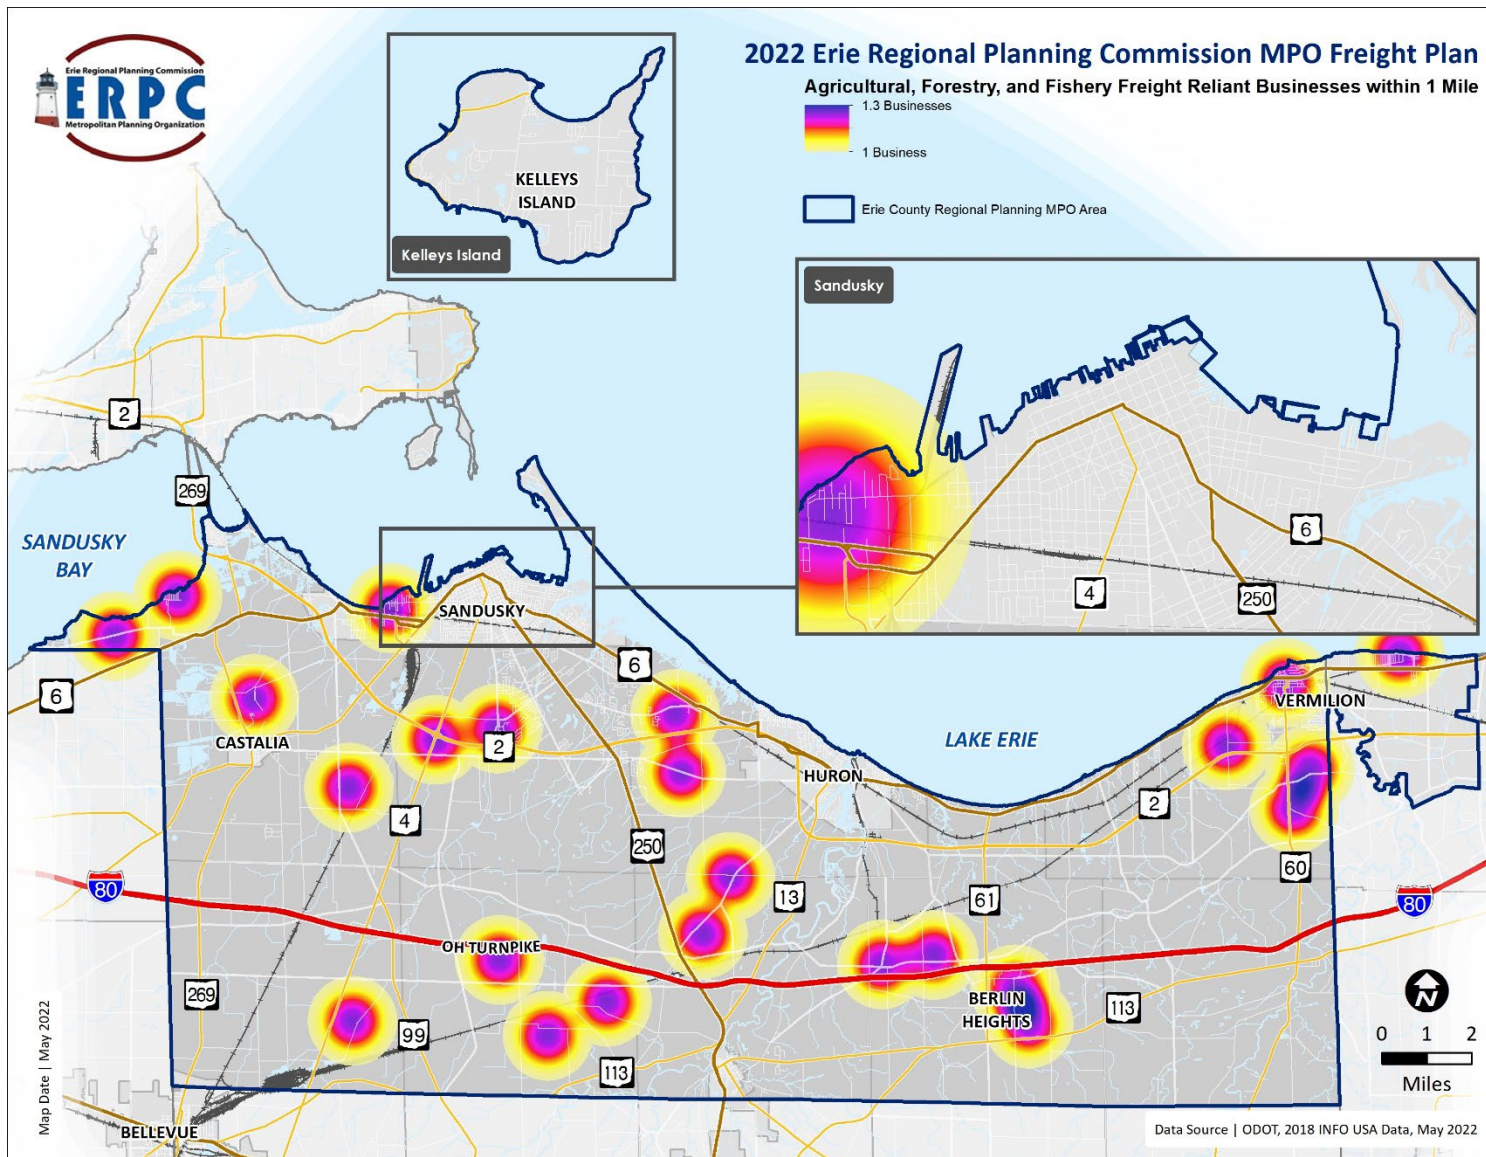 2022 Erie Regional Planning Commission MPO Freight Plan
Agricultural, Forestry, and Fishery Freight Reliant Businesses within 1 Mile
1.3 Businesses
1 Business
Erie County Regional Planning MPO Area
Erie Regional Planning Commission
ERPC
Metropolitan Planning Organization
KELLEYS
ISLAND
Kelleys Island
Sandusky
6
4
250
2
269
SANDUSKY
BAY
SANDUSKY
6
6
CASTALIA
2
VERMILION
LAKE ERIE
HURON
2
4
250
60
80
13
61
80
OH TURNPIKE
269
99
BERLIN
HEIGHTS
113
113
N
0 1 2
Miles
BELLEVUE
Map Date | May 2022
Data Source | ODOT, 2018 INFO USA Data, May 2022